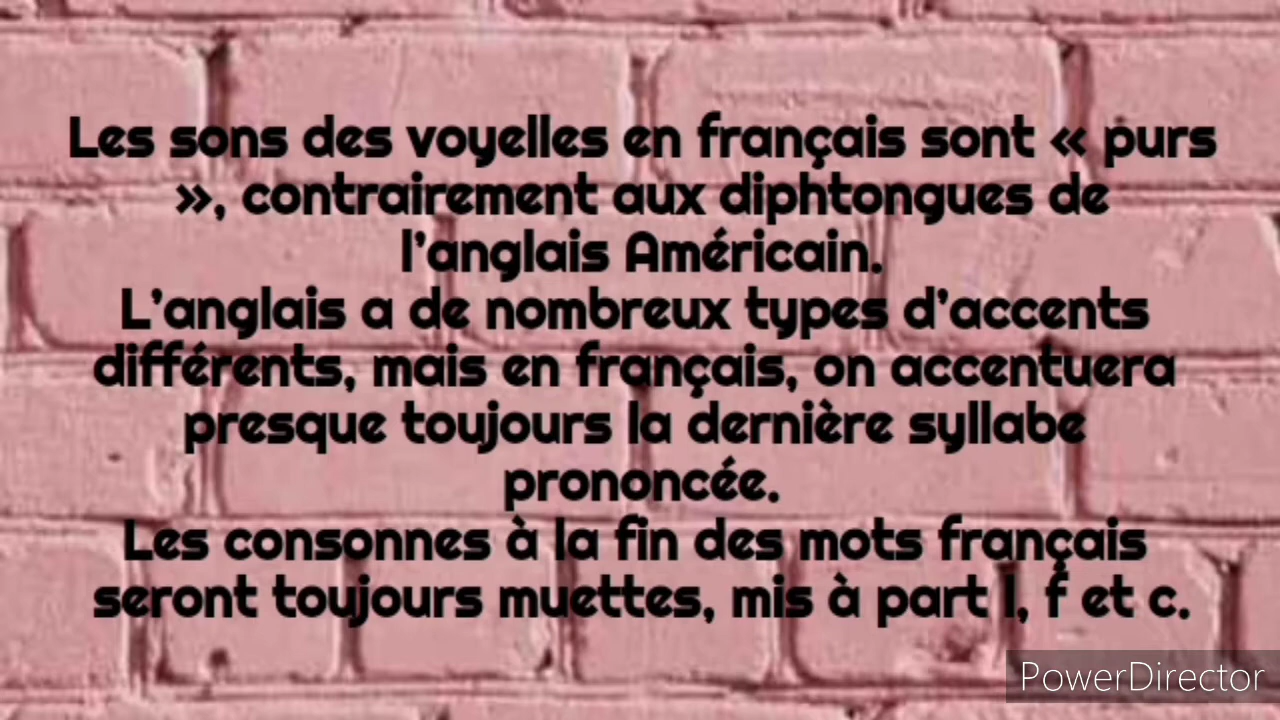 Les sons des voyelles en français sont « purs
», contrairement aux diphtongues de
l’anglais Américain.
L’anglais a de nombreux types d’accents
différents, mais en français, on accentuera
presque toujours la dernière syllabe
prononcée.
Les consonnes à la fin des mots français
seront toujours muettes, mis à part l, f et c.
PowerDirector